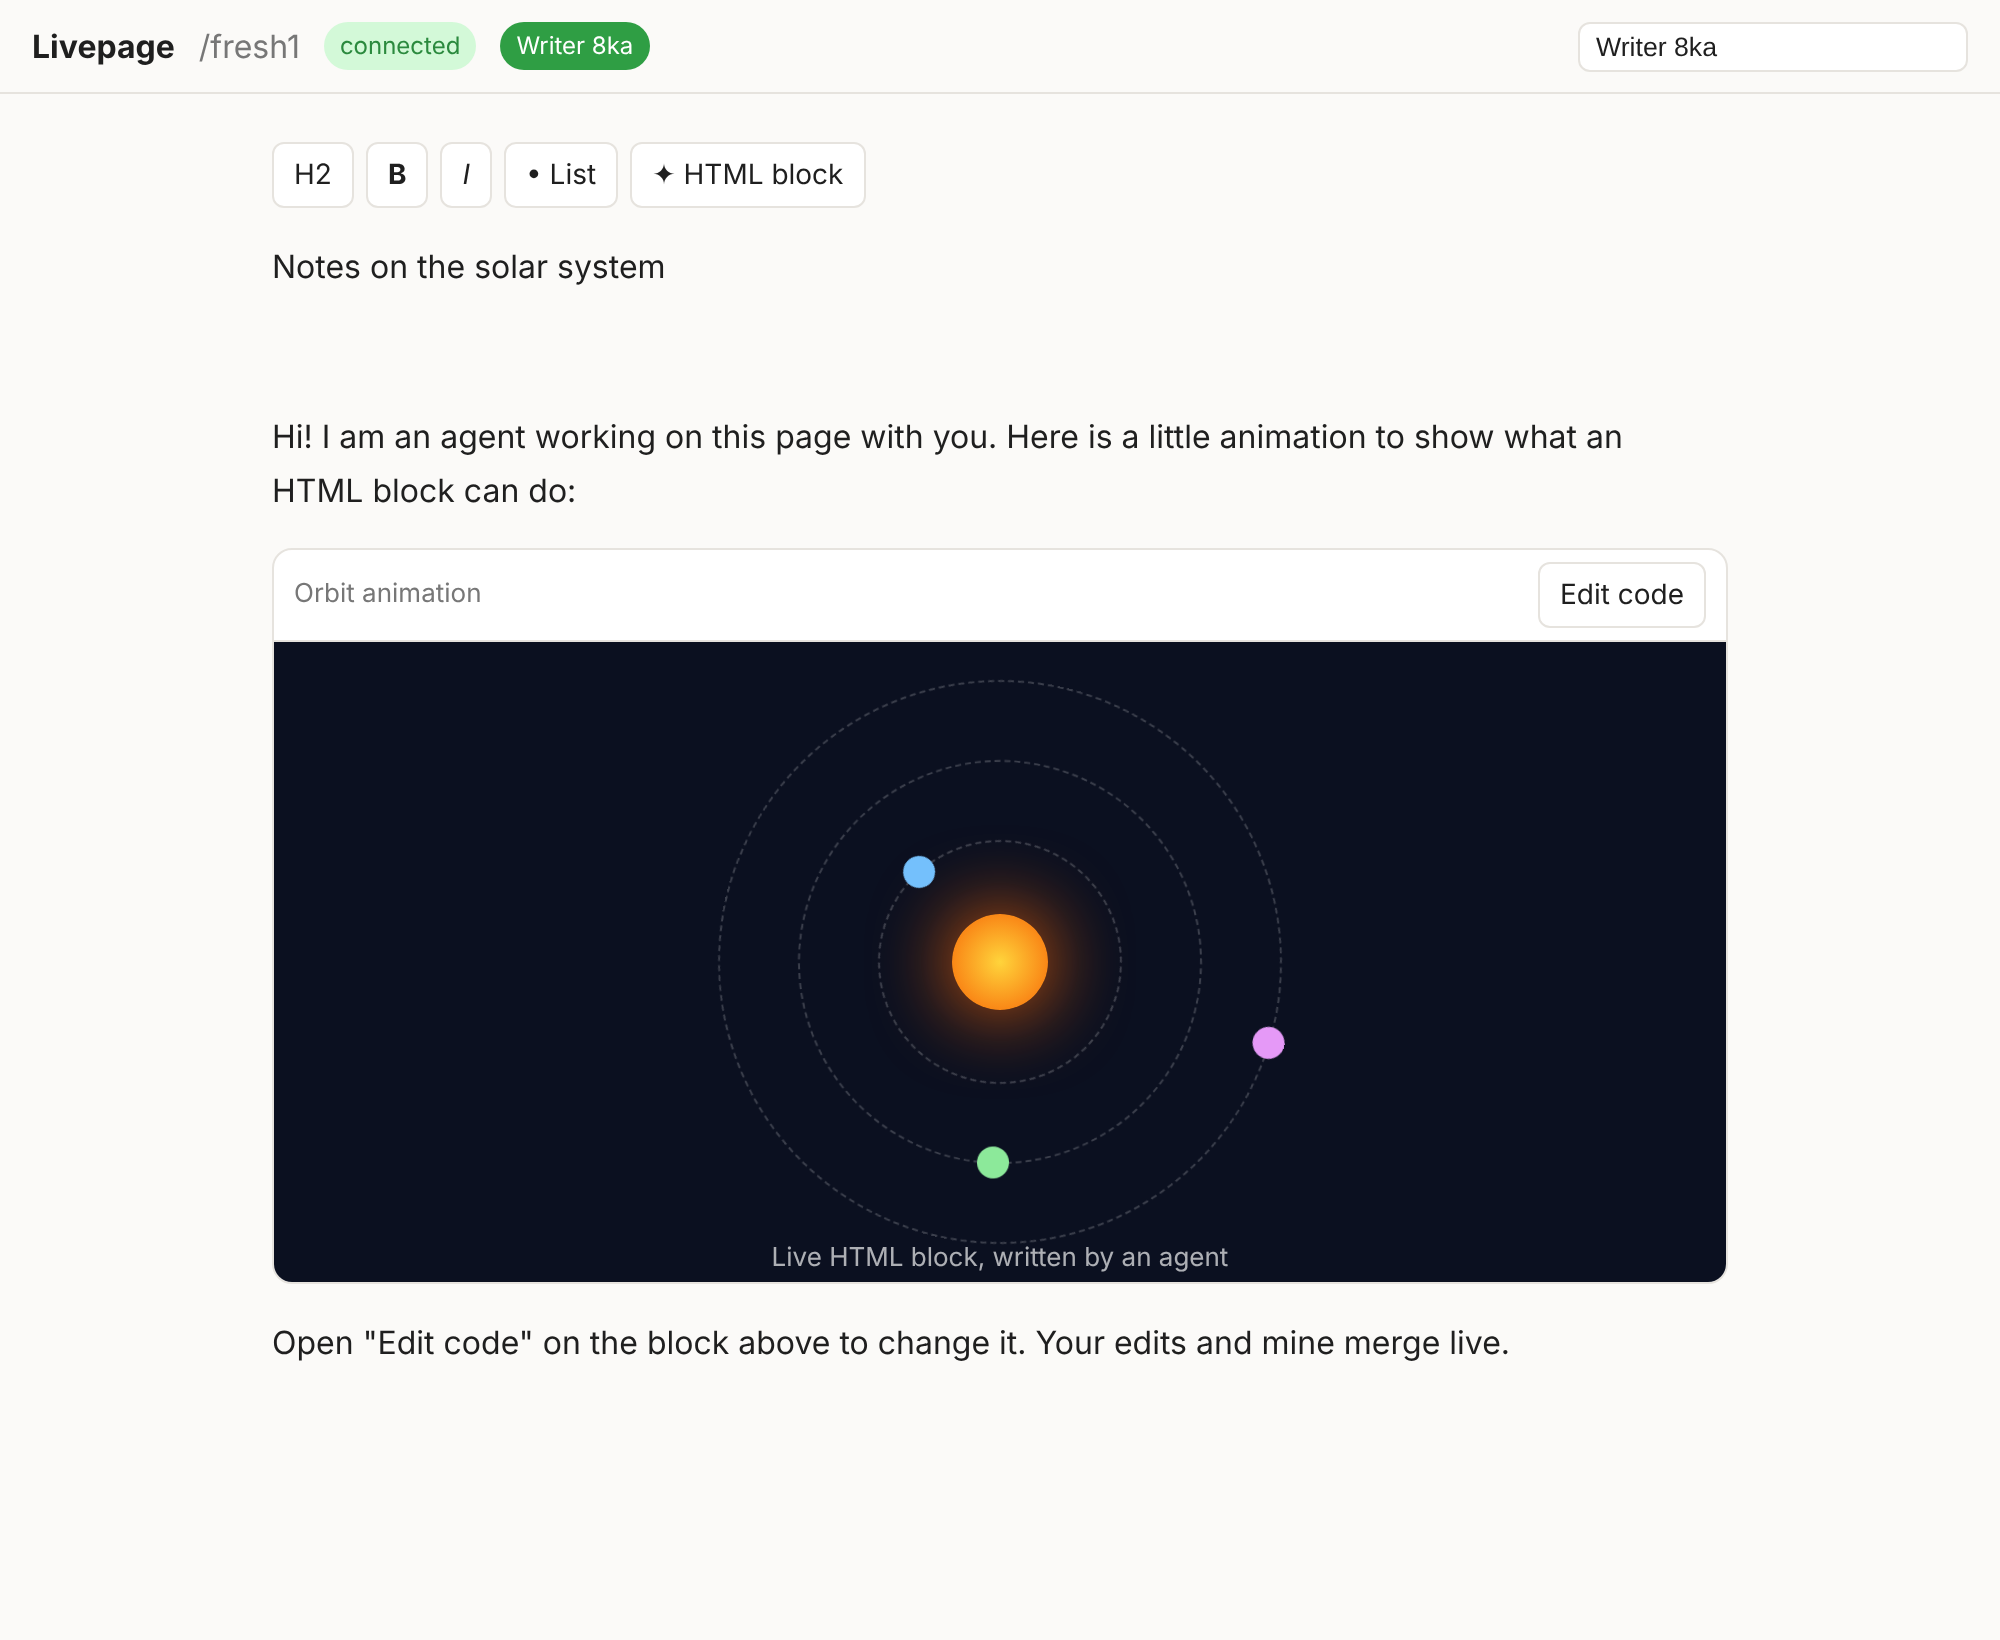 Livepage /fresh1 connected Writer 8ka Writer 8ka
H2 B I • List ✦ HTML block
Notes on the solar system
Hi! I am an agent working on this page with you. Here is a little animation to show what an
HTML block can do:
Orbit animation Edit code
Live HTML block, written by an agent
Open "Edit code" on the block above to change it. Your edits and mine merge live.